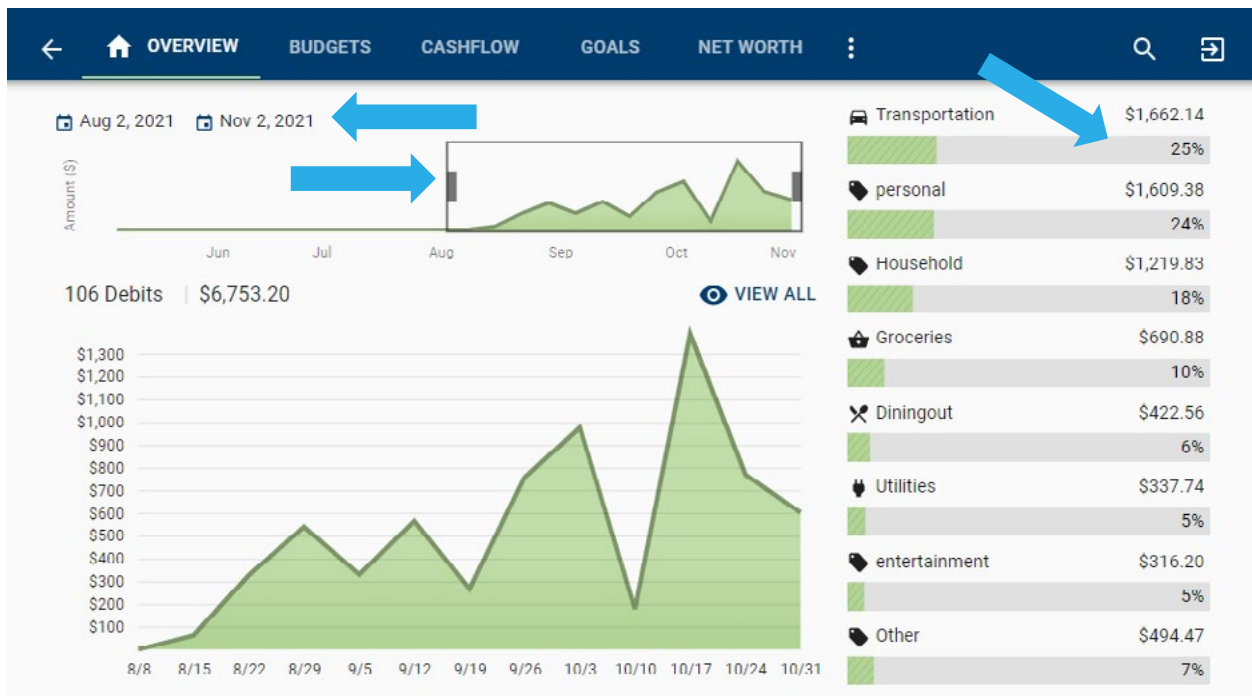 OVERVIEW BUDGETS CASHFLOW GOALS NET WORTH
Aug 2, 2021 Nov 2, 2021
Amount ($)
Jun Jul Aug Sep Oct Nov
106 Debits $6,753.20 VIEW ALL
$1,300
$1,200
$1,100
$1,000
$900
$800
$700
$600
$500
$400
$300
$200
$100
8/8 8/15 8/22 8/29 9/5 9/12 9/19 9/26 10/3 10/10 10/17 10/24 10/31
Transportation $1,662.14
25%
personal $1,609.38
24%
Household $1,219.83
18%
Groceries $690.88
10%
Diningout $422.56
6%
Utilities $337.74
5%
entertainment $316.20
5%
Other $494.47
7%